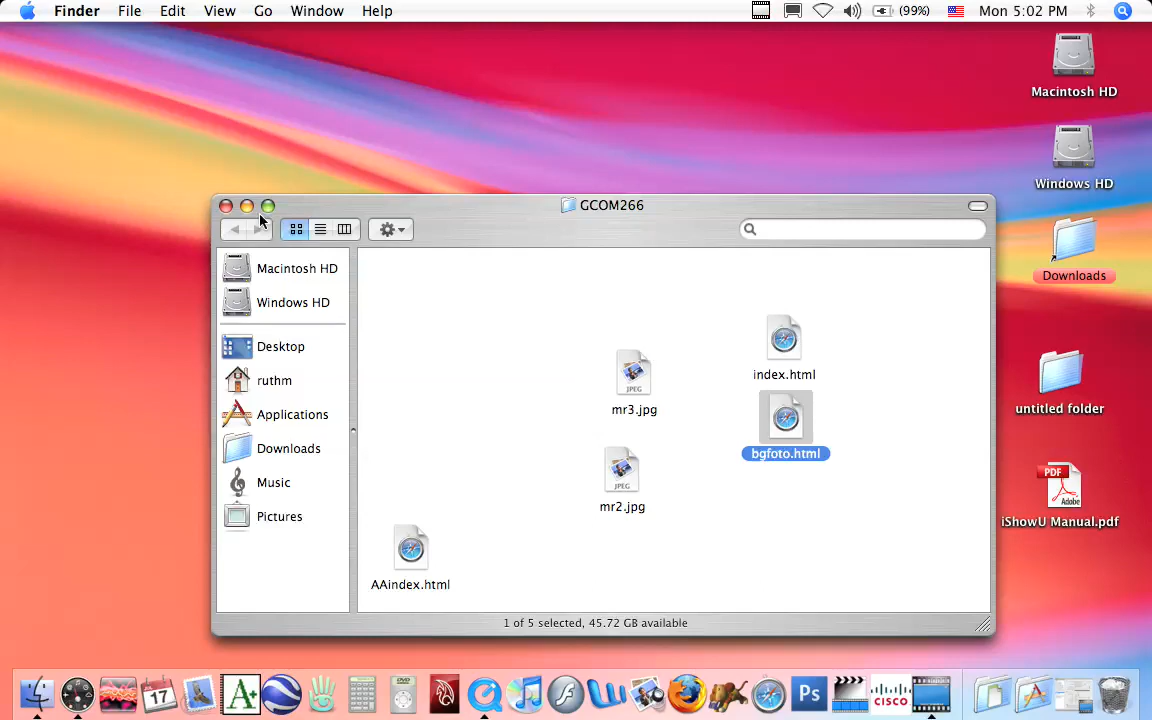 Finder File Edit View Go Window Help (99%) Mon 5:02 PM
Macintosh HD
Windows HD
Downloads
untitled folder
PDF
Adobe
iShowU Manual.pdf
GCOM266
Macintosh HD
Windows HD
Desktop
ruthm
Applications
Downloads
Music
Pictures
index.html
JPEG
mr3.jpg
bgfoto.html
JPEG
mr2.jpg
AAindex.html
1 of 5 selected, 45.72 GB available
17
A+
Ps
CISCO